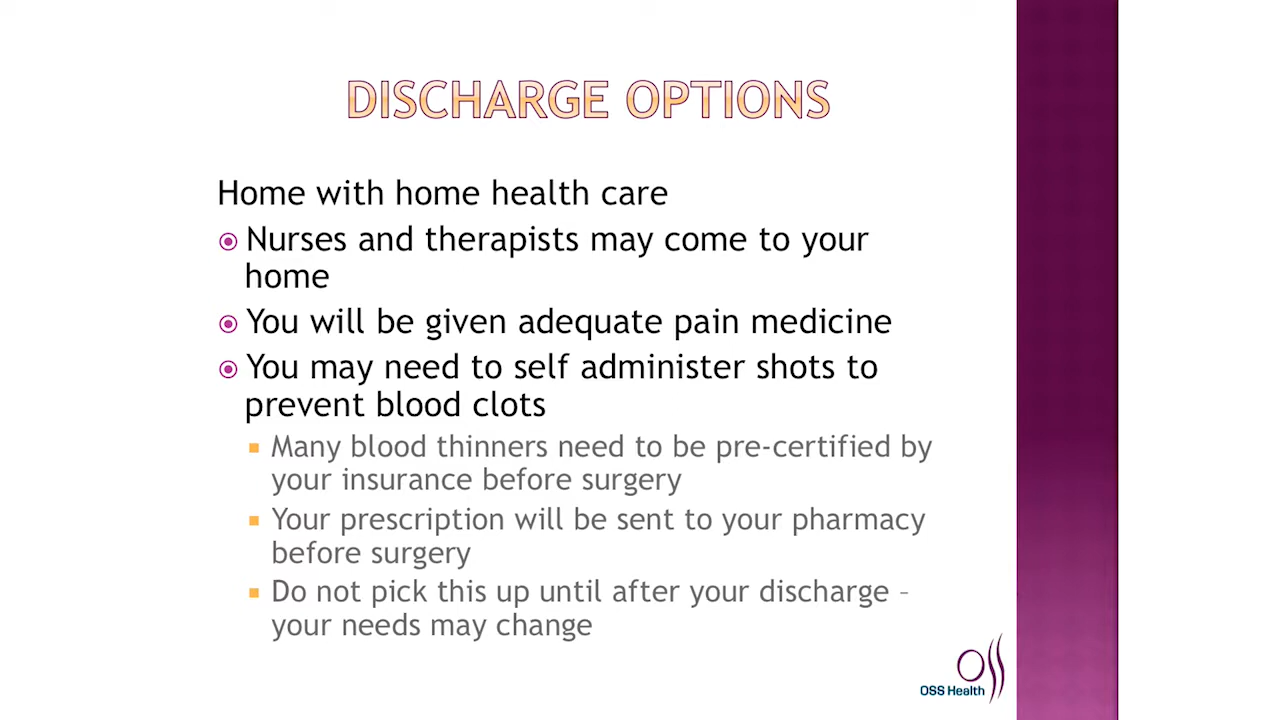 DISCHARGE OPTIONS
Home with home health care
Nurses and therapists may come to your
home
You will be given adequate pain medicine
You may need to self administer shots to
prevent blood clots
Many blood thinners need to be pre-certified by
your insurance before surgery
Your prescription will be sent to your pharmacy
before surgery
Do not pick this up until after your discharge –
your needs may change
OSS Health